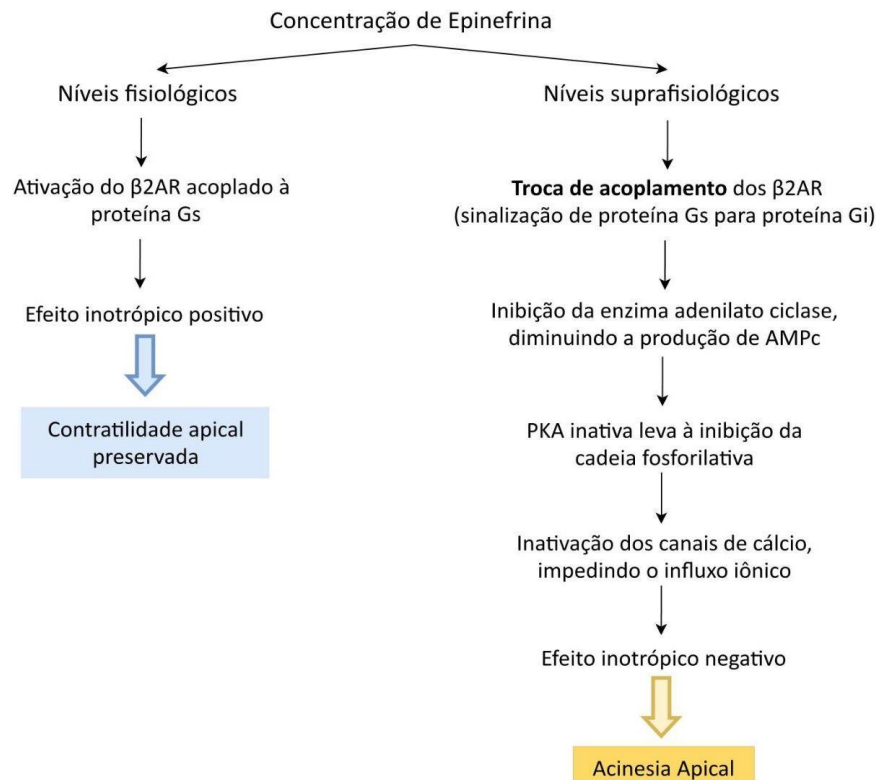 Concentração de Epinefrina
Níveis fisiológicos
Ativação do β2AR acoplado à
proteína Gs
Efeito inotrópico positivo
Contratilidade apical
preservada
Níveis suprafisiológicos
Troca de acoplamento dos β2AR
(sinalização de proteína Gs para proteína Gi)
Inibição da enzima adenilato ciclase,
diminuindo a produção de AMPc
PKA inativa leva à inibição da
cadeia fosforilativa
Inativação dos canais de cálcio,
impedindo o influxo iônico
Efeito inotrópico negativo
Acinesia Apical